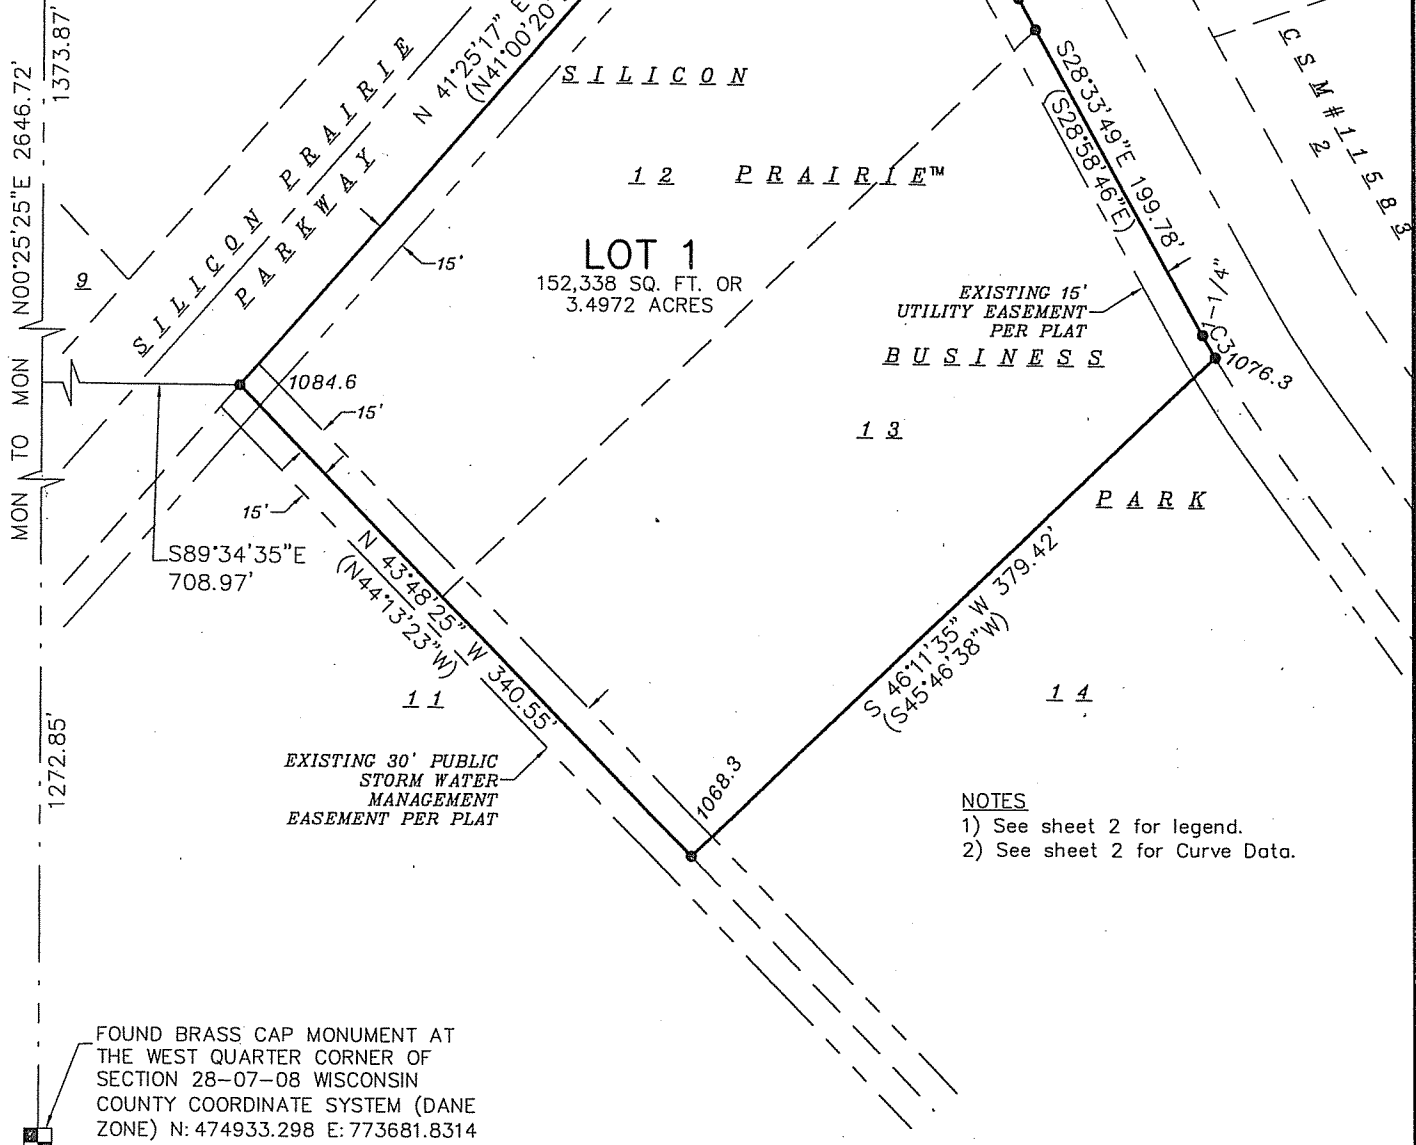 1373.87'
N00°25'25"E 2646.72'
MON TO MON
1272.85'
SILICON PRAIRIE
PARKWAY
N 41°25'17" E
(N41°00'20"
SILICON
12 PRAIRIE™
LOT 1
152,338 SQ. FT. OR
3.4972 ACRES
15'
9
S28°33'49"E 199.78'
(S28°58'46"E)
CSM#11583
2
EXISTING 15'
UTILITY EASEMENT
PER PLAT
1-1/4"
C3
1076.3
BUSINESS
1084.6
15'
13
PARK
15'
S89°34'35"E
708.97'
N 43°48'25" W 340.55'
(N44°13'23"W)
S 46°11'35" W 379.42'
(S45°46'38"W)
11
14
EXISTING 30' PUBLIC
STORM WATER
MANAGEMENT
EASEMENT PER PLAT
1068.3
NOTES
1) See sheet 2 for legend.
2) See sheet 2 for Curve Data.
FOUND BRASS CAP MONUMENT AT
THE WEST QUARTER CORNER OF
SECTION 28-07-08 WISCONSIN
COUNTY COORDINATE SYSTEM (DANE
ZONE) N: 474933.298 E: 773681.8314